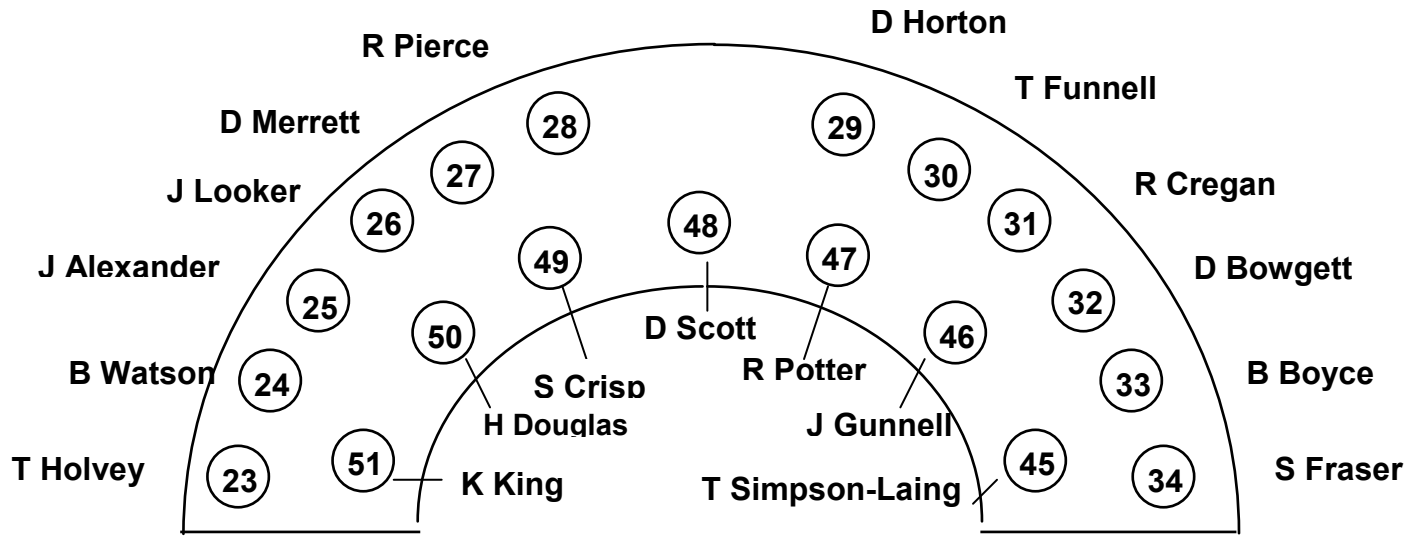 D Horton
R Pierce
T Funnell
D Merrett
28
29
27
30
J Looker
R Cregan
26
48
31
49
47
J Alexander
D Bowgett
25
32
50
D Scott
46
B Watson
24
S Crisp
R Potter
33
B Boyce
H Douglas
J Gunnell
T Holvey
23
51
K King
T Simpson-Laing
45
34
S Fraser